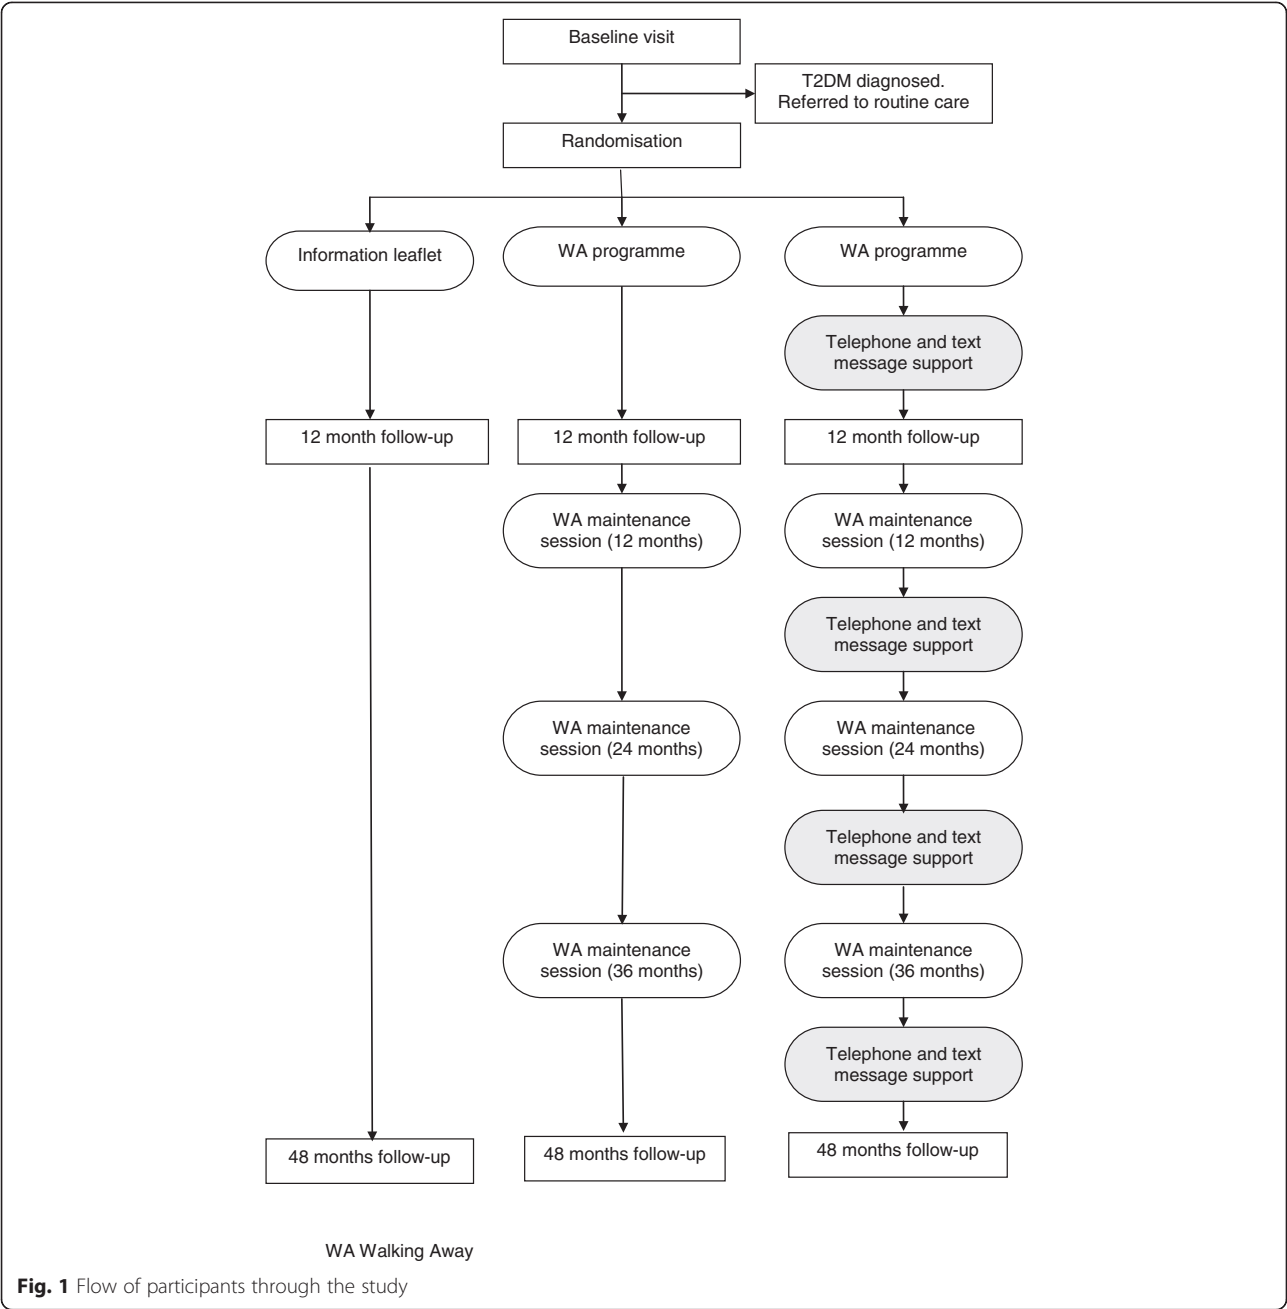 Baseline visit
T2DM diagnosed.
Referred to routine care
Randomisation
Information leaflet
WA programme
WA programme
Telephone and text
message support
12 month follow-up
12 month follow-up
12 month follow-up
WA maintenance
session (12 months)
WA maintenance
session (12 months)
Telephone and text
message support
WA maintenance
session (24 months)
WA maintenance
session (24 months)
Telephone and text
message support
WA maintenance
session (36 months)
WA maintenance
session (36 months)
Telephone and text
message support
48 months follow-up
48 months follow-up
48 months follow-up
WA Walking Away
Fig. 1 Flow of participants through the study